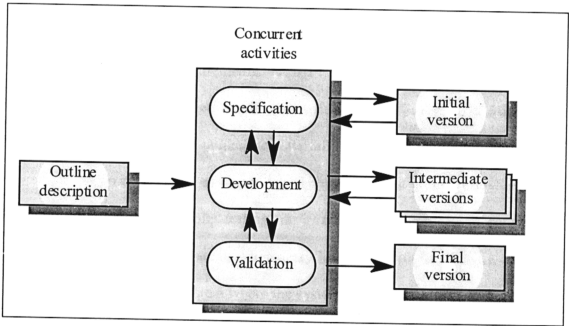 Concurrent
activities
Specification
Initial
version
Outline
description
Development
Intermediate
versions
Validation
Final
version